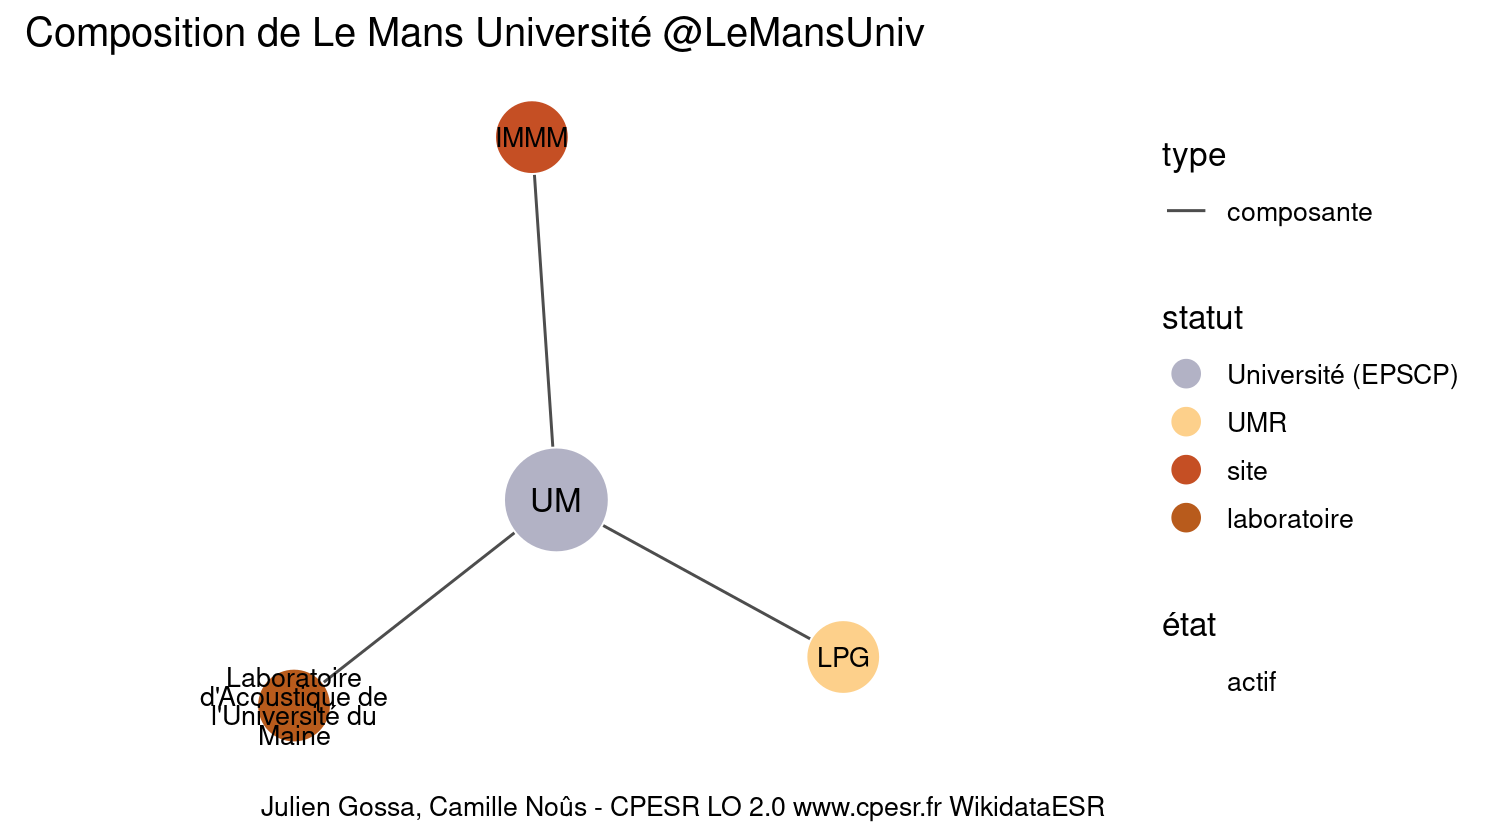 Composition de Le Mans Université @LeMansUniv
IMMM
UM
LPG
Laboratoire
d'Acoustique de
l'Université du
Maine
type
composante
statut
Université (EPSCP)
UMR
site
laboratoire
état
actif
Julien Gossa, Camille Noûs - CPESR LO 2.0 www.cpesr.fr WikidataESR